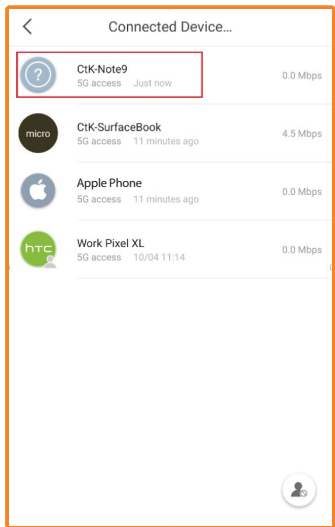 Connected Device...
CtK-Note9
5G access Just now
0.0 Mbps
?
micro
CtK-SurfaceBook
5G access 11 minutes ago
4.5 Mbps
Apple Phone
5G access 11 minutes ago
0.0 Mbps
hTC
Work Pixel XL
5G access 10/04 11:14
0.0 Mbps